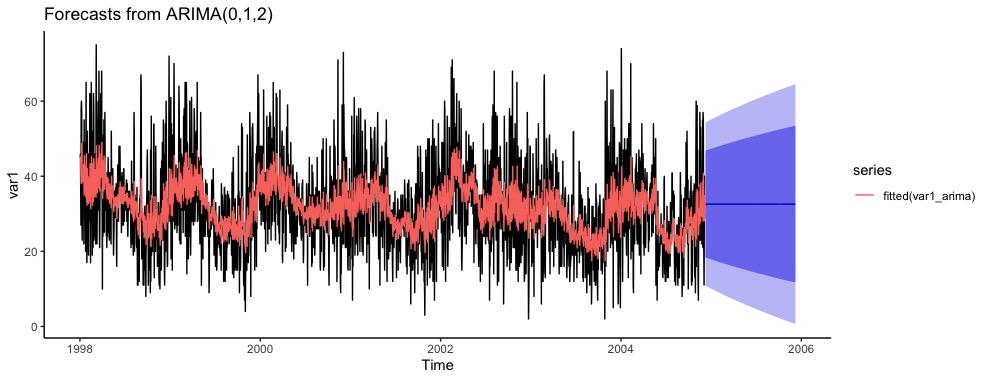 Forecasts from ARIMA(0,1,2)
var1
60
40
20
0
1998
2000
2002
2004
2006
Time
series
fitted(var1_arima)